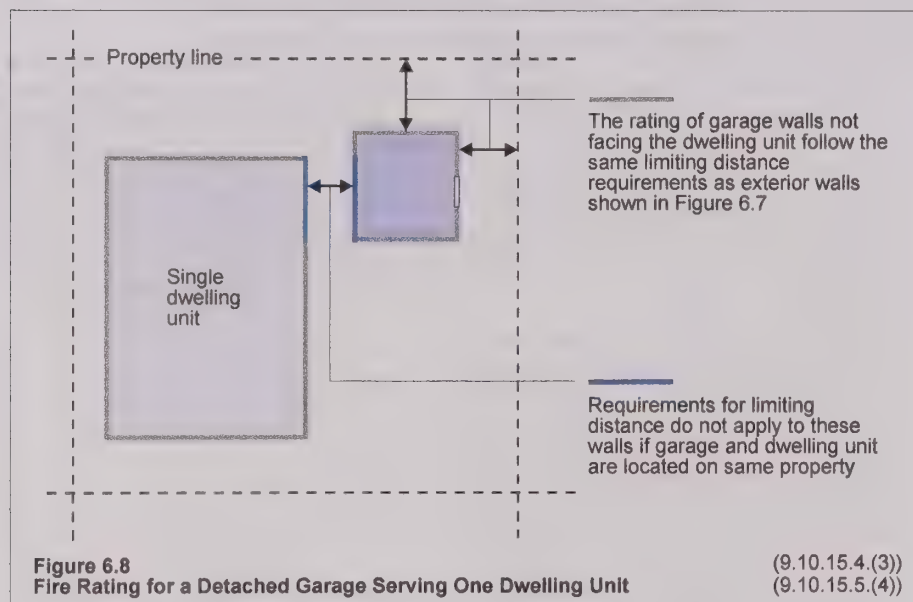 Property line
The rating of garage walls not
facing the dwelling unit follow the
same limiting distance
requirements as exterior walls
shown in Figure 6.7
Single
dwelling
unit
Requirements for limiting
distance do not apply to these
walls if garage and dwelling unit
are located on same property
Figure 6.8 (9.10.15.4.(3))
Fire Rating for a Detached Garage Serving One Dwelling Unit (9.10.15.5.(4))